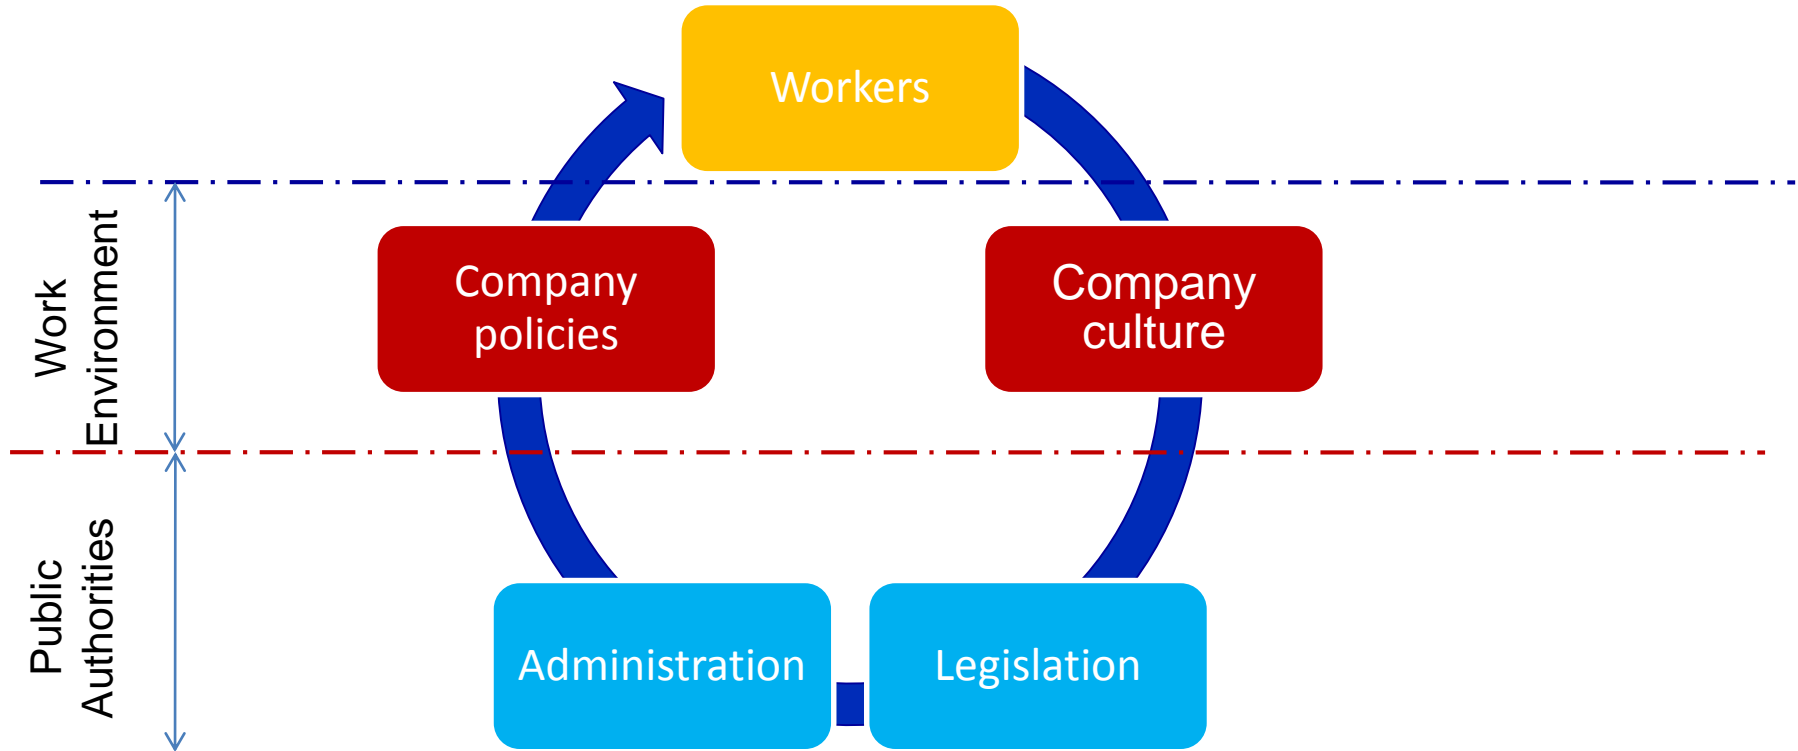 Workers
Work
Environment
Company
policies
Company
culture
Public
Authorities
Administration
Legislation